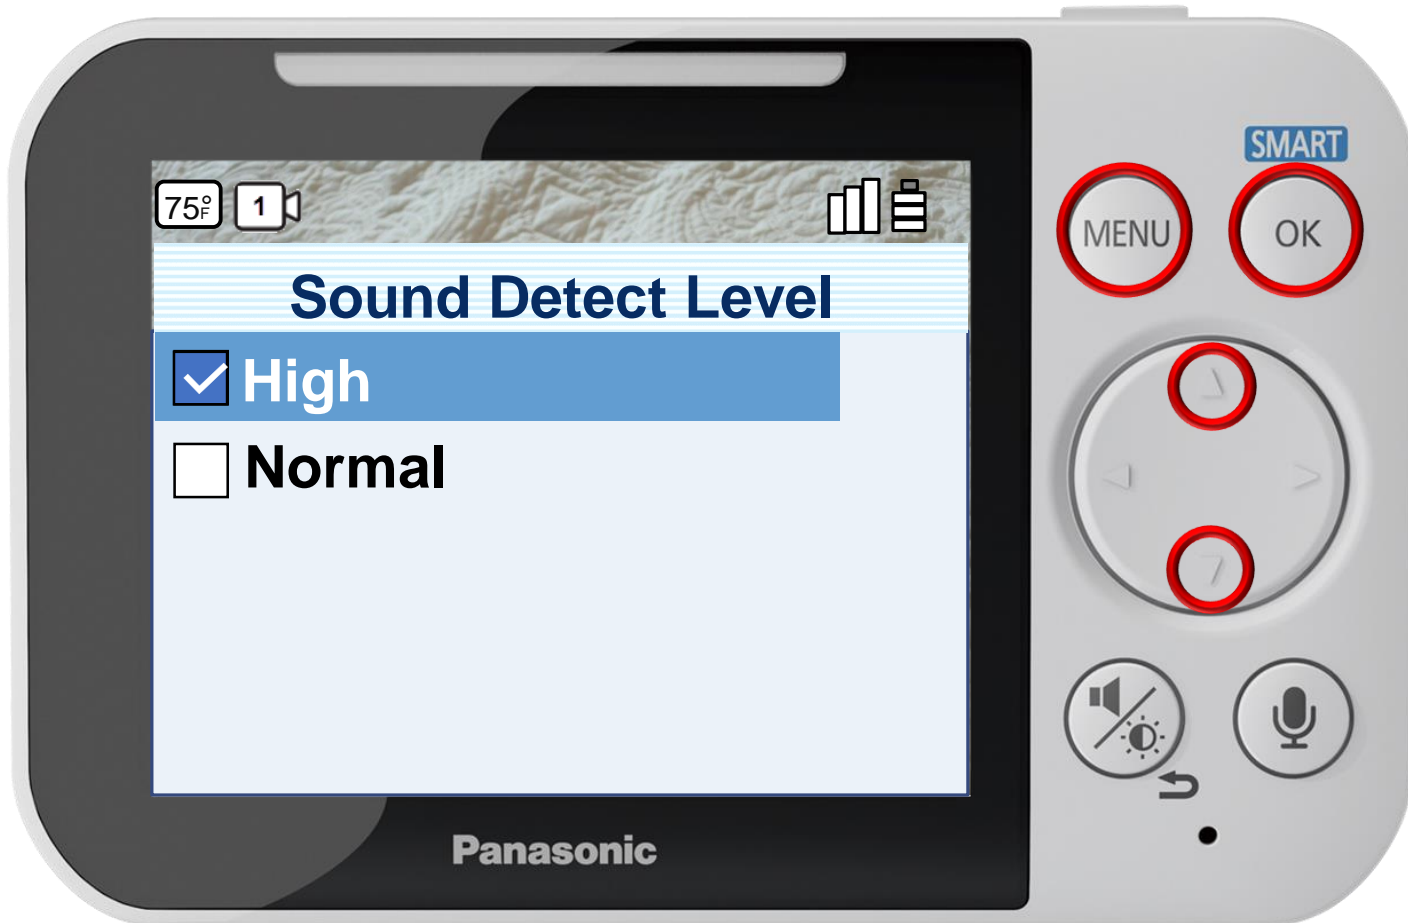 SMART
75°F 1
MENU OK
Sound Detect Level
High
Normal
Panasonic